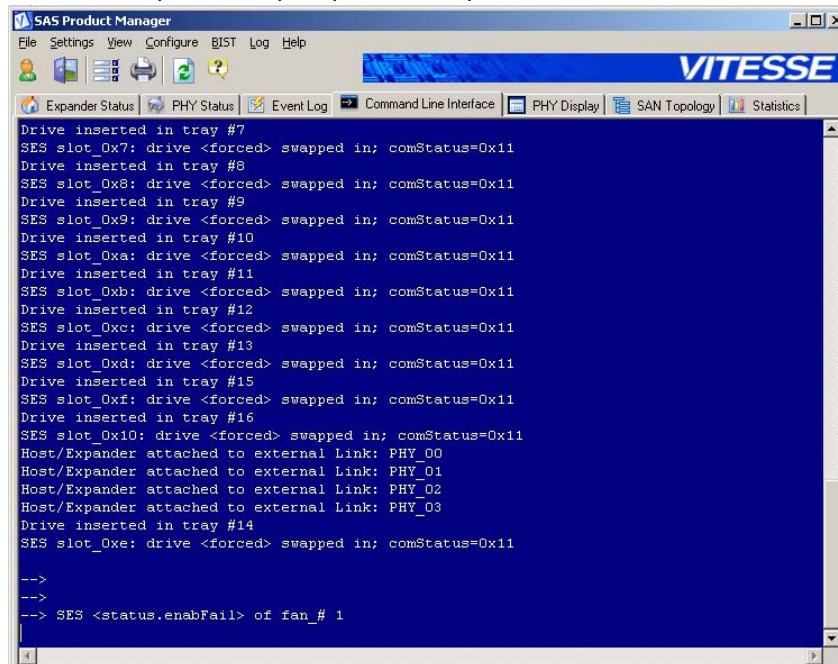 SAS Product Manager
File Settings View Configure BIST Log Help
VITESSE
Expander Status PHY Status Event Log Command Line Interface PHY Display SAN Topology Statistics
Drive inserted in tray #7
SES slot_0x7: drive <forced> swapped in; comStatus=0x11
Drive inserted in tray #8
SES slot_0x8: drive <forced> swapped in; comStatus=0x11
Drive inserted in tray #9
SES slot_0x9: drive <forced> swapped in; comStatus=0x11
Drive inserted in tray #10
SES slot_0xa: drive <forced> swapped in; comStatus=0x11
Drive inserted in tray #11
SES slot_0xb: drive <forced> swapped in; comStatus=0x11
Drive inserted in tray #12
SES slot_0xc: drive <forced> swapped in; comStatus=0x11
Drive inserted in tray #13
SES slot_0xd: drive <forced> swapped in; comStatus=0x11
Drive inserted in tray #15
SES slot_0xf: drive <forced> swapped in; comStatus=0x11
Drive inserted in tray #16
SES slot_0x10: drive <forced> swapped in; comStatus=0x11
Host/Expander attached to external Link: PHY_00
Host/Expander attached to external Link: PHY_01
Host/Expander attached to external Link: PHY_02
Host/Expander attached to external Link: PHY_03
Drive inserted in tray #14
SES slot_0xe: drive <forced> swapped in; comStatus=0x11
-->
-->
--> SES <status.enabFail> of fan_# 1